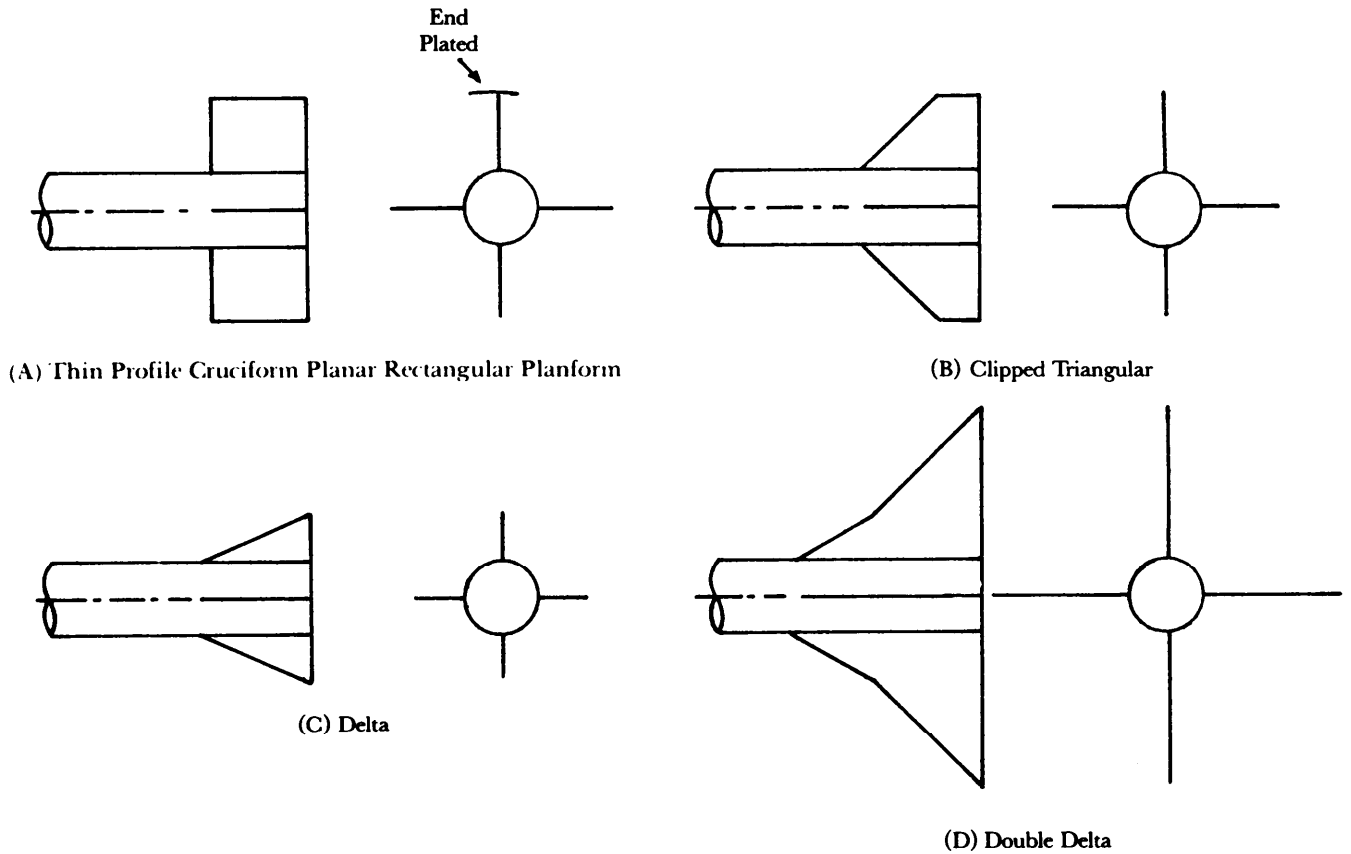 End
Plated
(A) Thin Profile Cruciform Planar Rectangular Planform
(B) Clipped Triangular
(C) Delta
(D) Double Delta